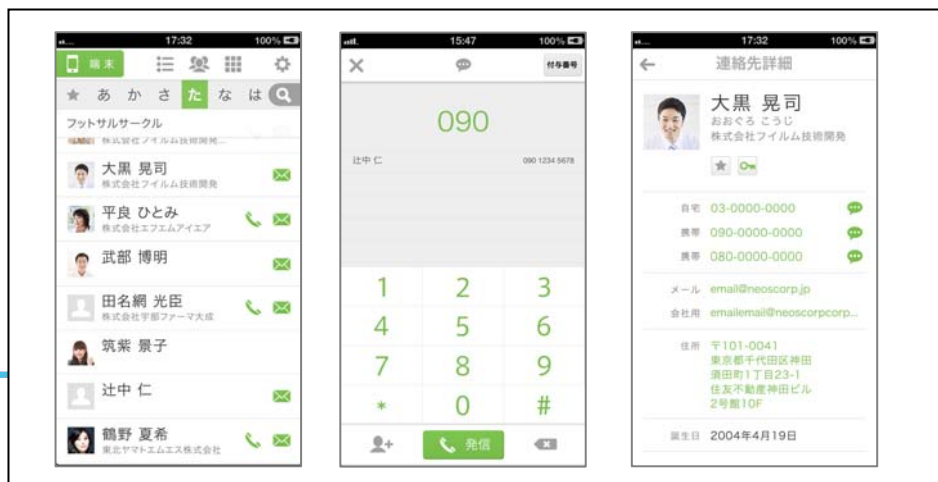 17:32
100%
端末
★ あ か さ た な は
フットサルサークル
株式会社フイルム技術開発...
大黒 晃司
株式会社フイルム技術開発
平良 ひとみ
株式会社エフエムアイエア
武部 博明
田名網 光臣
株式会社宇部ファーマ大成
筑紫 景子
辻中 仁
鶴野 夏希
東北ヤマトエムエス株式会社
15:47
100%
付与番号
090
辻中 仁 090 1234 5678
1 2 3
4 5 6
7 8 9
* 0 #
発信
17:32
100%
連絡先詳細
大黒 晃司
おおぐろ こうじ
株式会社フイルム技術開発
自宅 03-0000-0000
携帯 090-0000-0000
携帯 080-0000-0000
メール email@neoscorp.jp
会社用 emailemail@neoscorpcorp...
住所 〒101-0041
東京都千代田区神田
須田町1丁目23-1
住友不動産神田ビル
2号館10F
誕生日 2004年4月19日